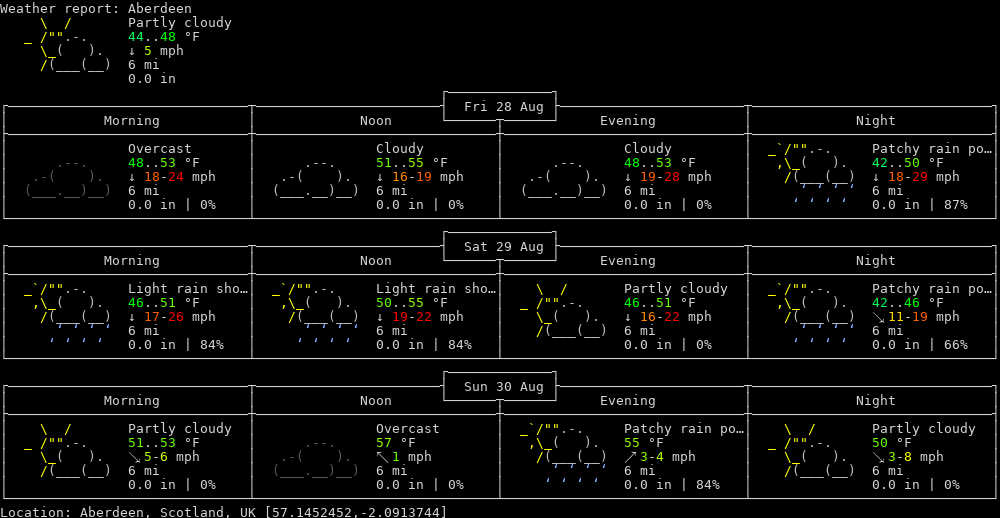 Weather report: Aberdeen
Partly cloudy
44..48 °F
↓ 5 mph
6 mi
0.0 in
Fri 28 Aug
Morning Noon Evening Night
Overcast Cloudy Cloudy Patchy rain po…
48..53 °F 51..55 °F 48..53 °F 42..50 °F
↓ 18-24 mph ↓ 16-19 mph ↓ 19-28 mph ↓ 18-29 mph
6 mi 6 mi 6 mi 6 mi
0.0 in | 0% 0.0 in | 0% 0.0 in | 0% 0.0 in | 87%
Sat 29 Aug
Morning Noon Evening Night
Light rain sho… Light rain sho… Partly cloudy Patchy rain po…
46..51 °F 50..55 °F 46..51 °F 42..46 °F
↓ 17-26 mph ↓ 19-22 mph ↓ 16-22 mph ↘ 11-19 mph
6 mi 6 mi 6 mi 6 mi
0.0 in | 84% 0.0 in | 84% 0.0 in | 0% 0.0 in | 66%
Sun 30 Aug
Morning Noon Evening Night
Partly cloudy Overcast Patchy rain po… Partly cloudy
51..53 °F 57 °F 55 °F 50 °F
↘ 5-6 mph ↖ 1 mph ↗ 3-4 mph ↘ 3-8 mph
6 mi 6 mi 6 mi 6 mi
0.0 in | 0% 0.0 in | 0% 0.0 in | 84% 0.0 in | 0%
Location: Aberdeen, Scotland, UK [57.1452452,-2.0913744]